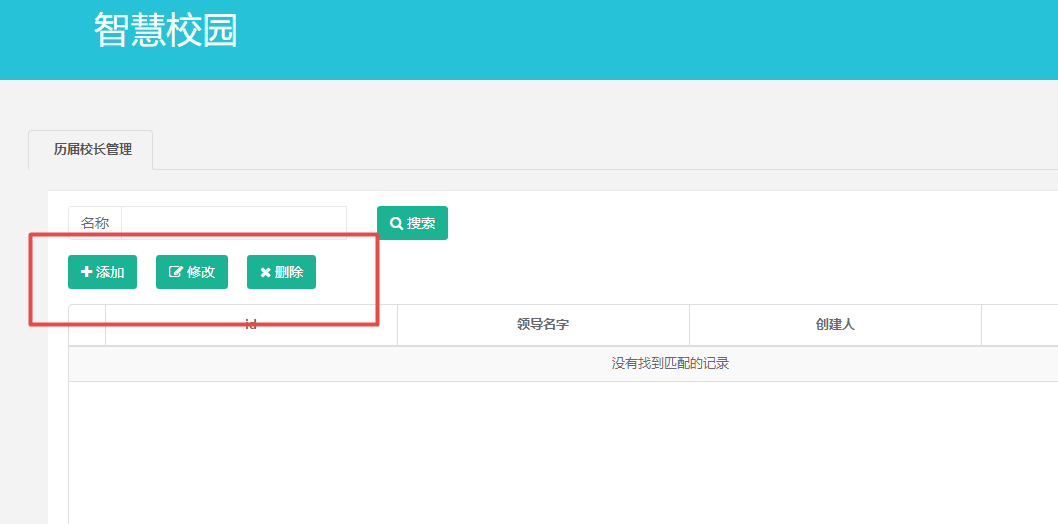 智慧校园
历届校长管理
名称 搜索
添加 修改 删除
id 领导名字 创建人
没有找到匹配的记录